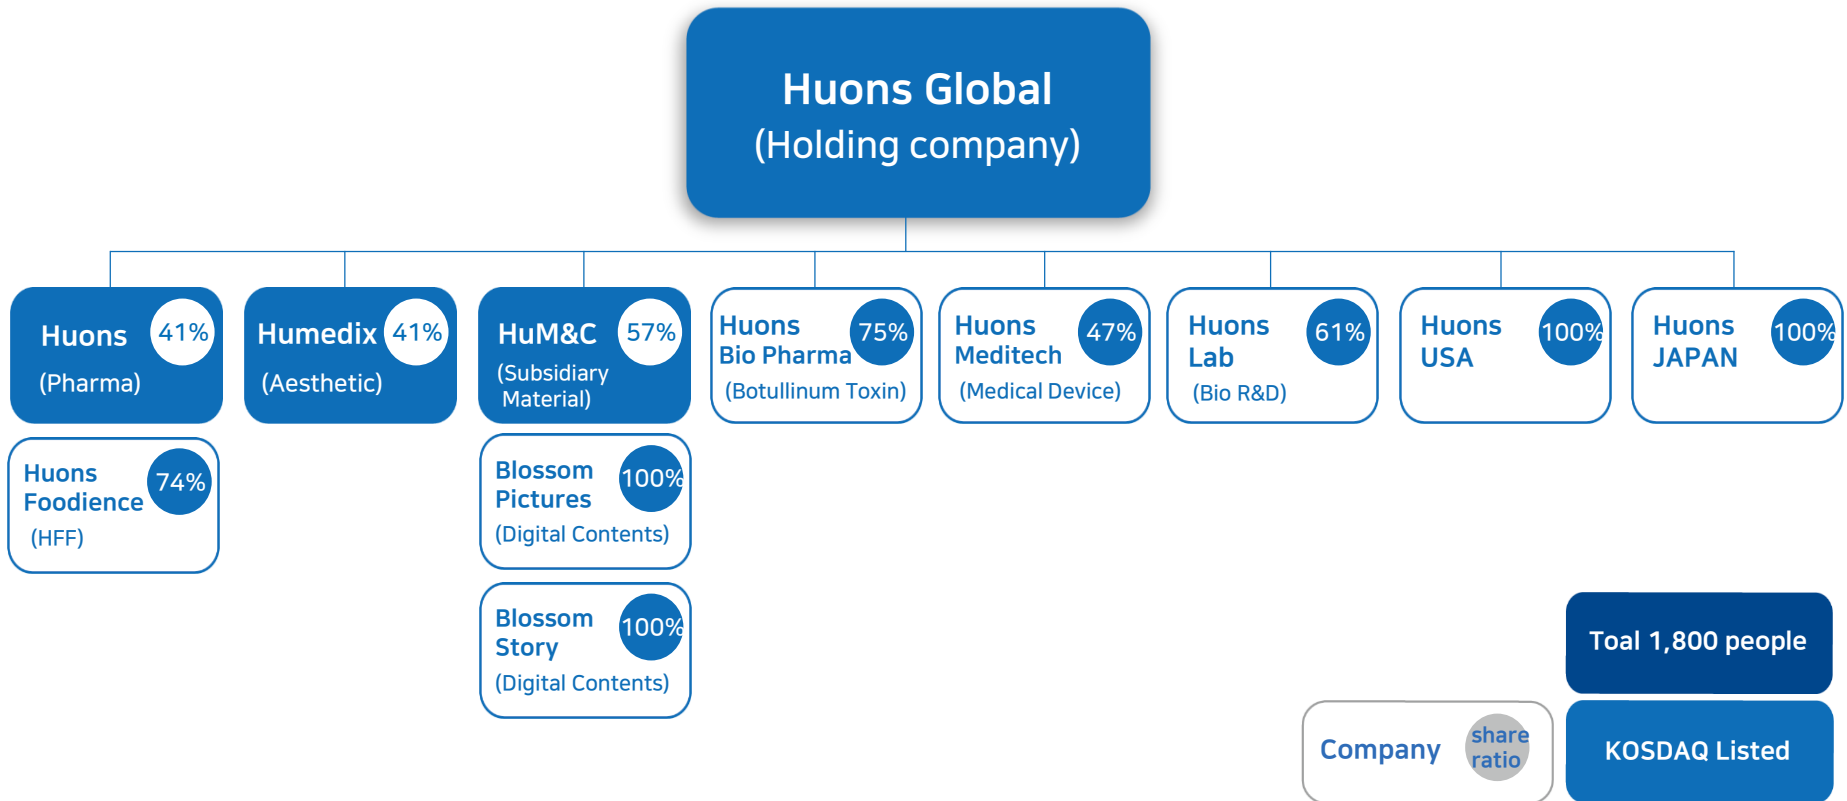 Huons Global
(Holding company)
Huons
41%
(Pharma)
Humedix
41%
(Aesthetic)
HuM&C
57%
(Subsidiary
Material)
Huons
Bio Pharma
75%
(Botullinum Toxin)
Huons
Meditech
47%
(Medical Device)
Huons
Lab
61%
(Bio R&D)
Huons
USA
100%
Huons
JAPAN
100%
Huons
Foodience
74%
(HFF)
Blossom
Pictures
100%
(Digital Contents)
Blossom
Story
100%
(Digital Contents)
Toal 1,800 people
Company
share
ratio
KOSDAQ Listed